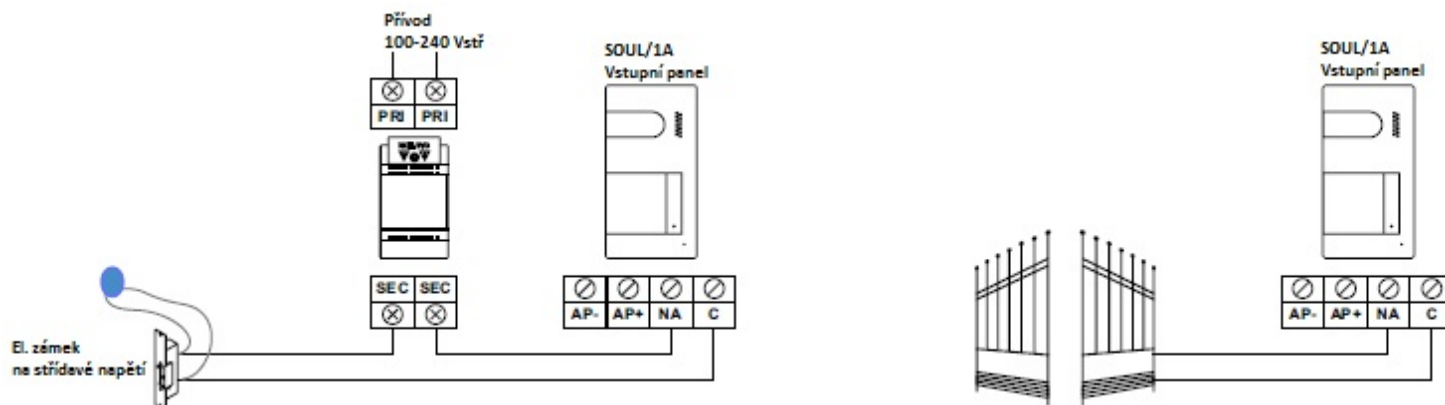 Přívod
100-240 Vstř
SOUL/1A
Vstupní panel
PRI PRI
SEC SEC
AP- AP+ NA C
El. zámek
na střídavé napětí
SOUL/1A
Vstupní panel
AP- AP+ NA C